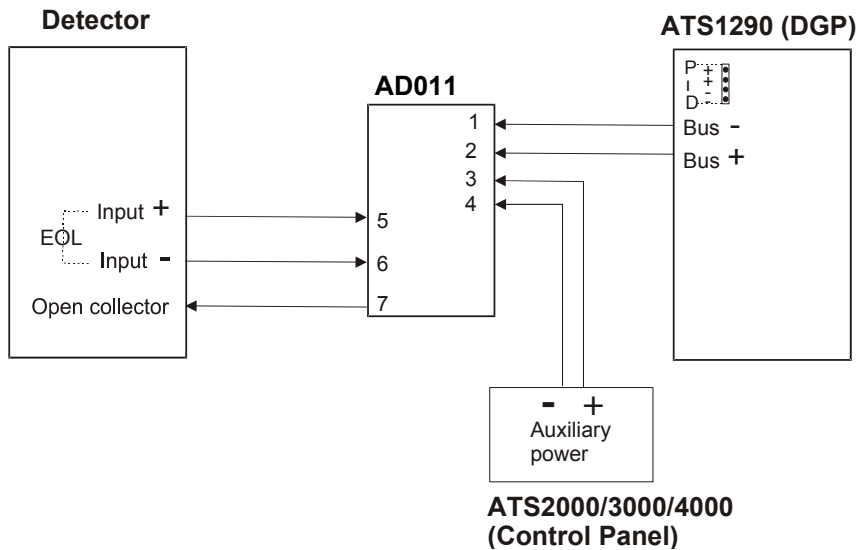 Detector
ATS1290 (DGP)
AD011
P + 
I + -
D -
1
Bus -
2
Bus +
3
4
Input +
5
EOL
Input -
6
Open collector
7
- +
Auxiliary
power
ATS2000/3000/4000
(Control Panel)